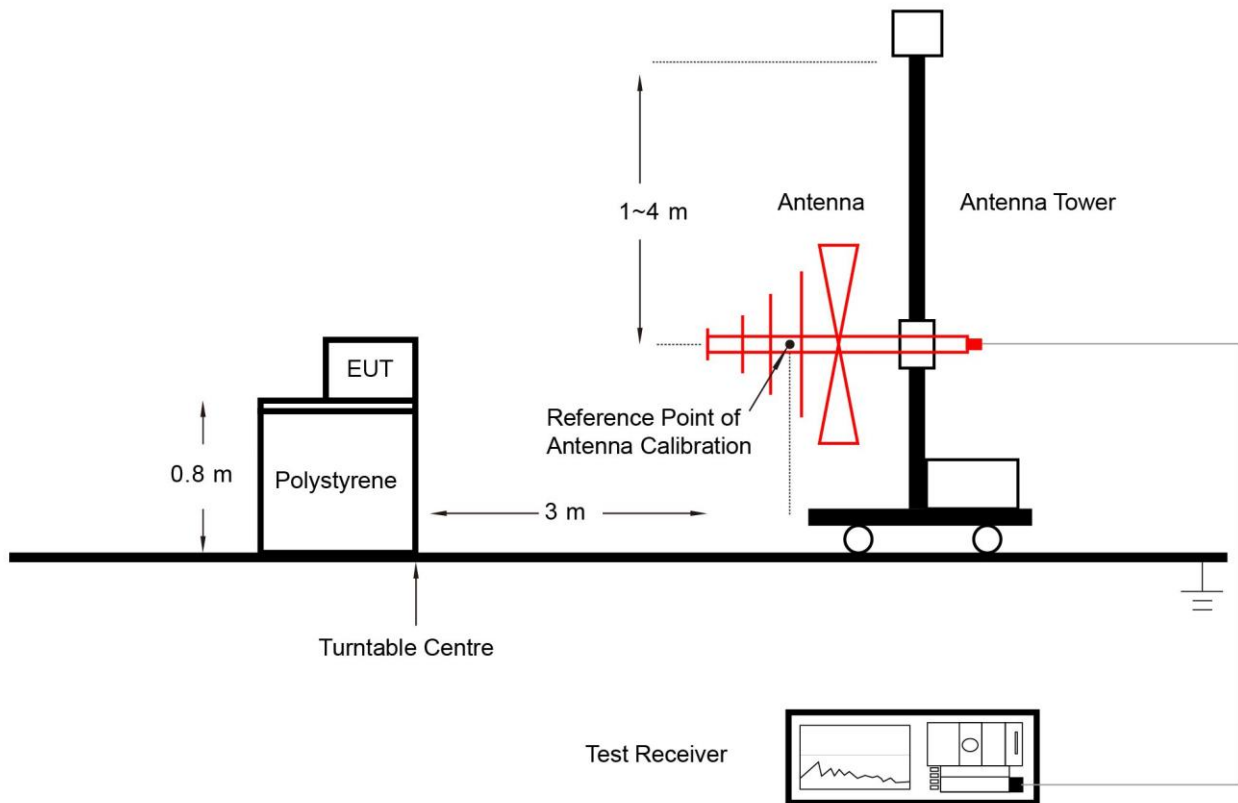 1~4 m
Antenna
Antenna Tower
EUT
Reference Point of
Antenna Calibration
0.8 m
Polystyrene
3 m
Turntable Centre
Test Receiver